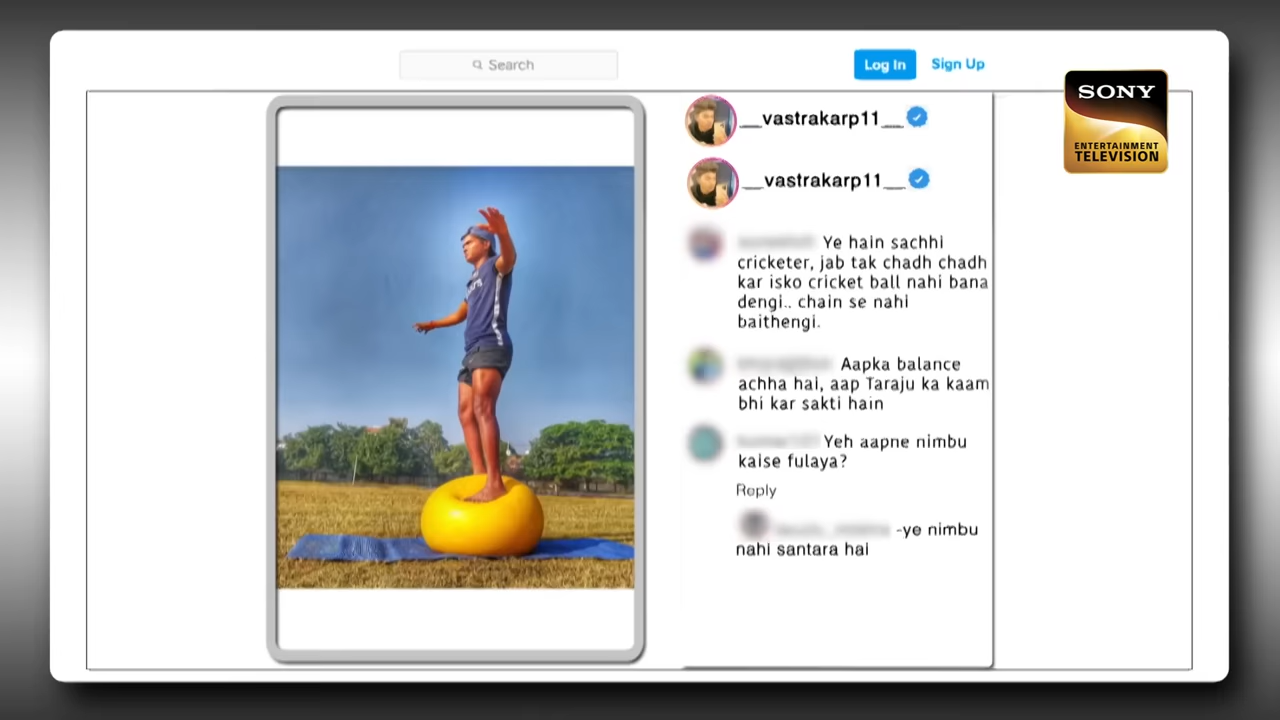 Search
Log In
Sign Up
SONY
ENTERTAINMENT
TELEVISION
__vastrakarp11__
__vastrakarp11__
Ye hain sachhi
cricketer, jab tak chadh chadh
kar isko cricket ball nahi bana
dengi.. chain se nahi
baithengi.
Aapka balance
achha hai, aap Taraju ka kaam
bhi kar sakti hain
Yeh aapne nimbu
kaise fulaya?
Reply
-ye nimbu
nahi santara hai